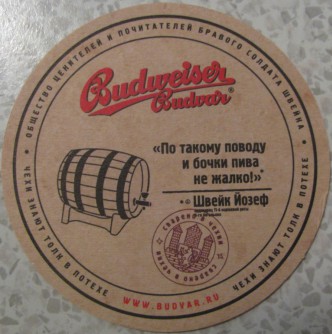 ОБЩЕСТВО ЦЕНИТЕЛЕЙ И ПОЧИТАТЕЛЕЙ БРАВОГО СОЛДАТА ШВЕЙКА
Budweiser
Budvar®
«По такому поводу
и бочки пива
не жалко!»*
*© Швейк Йозеф
ЧЕХИ ЗНАЮТ ТОЛК В ПОТЕХЕ
WWW.BUDVAR.RU
ЧЕХИ ЗНАЮТ ТОЛК В ПОТЕХЕ